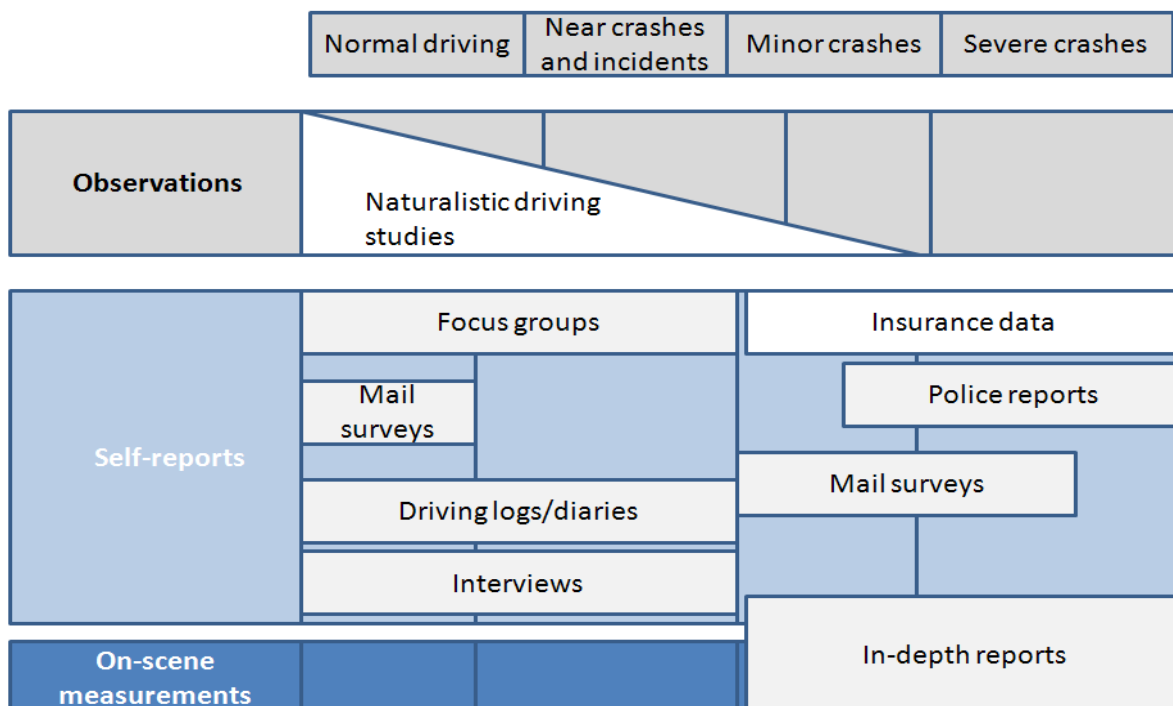 Normal driving
Near crashes
and incidents
Minor crashes
Severe crashes
Observations
Naturalistic driving
studies
Self-reports
Focus groups
Insurance data
Mail
surveys
Police reports
Mail surveys
Driving logs/diaries
Interviews
On-scene
measurements
In-depth reports